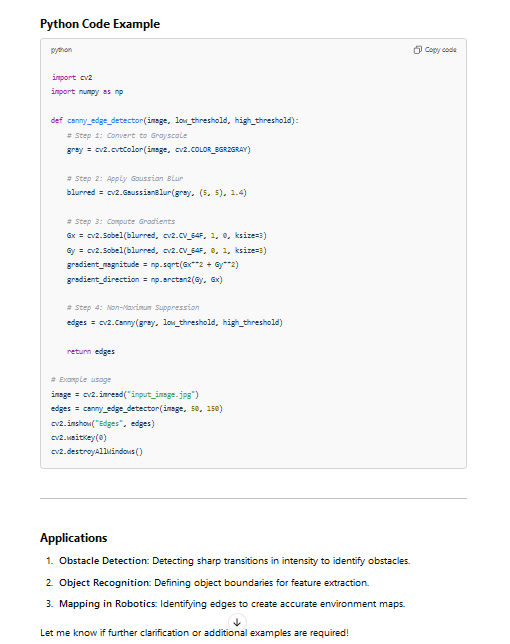 Python Code Example
python
Copy code
import cv2
import numpy as np
def canny_edge_detector(image, low_threshold, high_threshold):
# Step 1: Convert to Grayscale
gray = cv2.cvtColor(image, cv2.COLOR_BGR2GRAY)
# Step 2: Apply Gaussian Blur
blurred = cv2.GaussianBlur(gray, (5, 5), 1.4)
# Step 3: Compute Gradients
Gx = cv2.Sobel(blurred, cv2.CV_64F, 1, 0, ksize=3)
Gy = cv2.Sobel(blurred, cv2.CV_64F, 0, 1, ksize=3)
gradient_magnitude = np.sqrt(Gx**2 + Gy**2)
gradient_direction = np.arctan2(Gy, Gx)
# Step 4: Non-Maximum Suppression
edges = cv2.Canny(gray, low_threshold, high_threshold)
return edges
# Example usage
image = cv2.imread("input_image.jpg")
edges = canny_edge_detector(image, 50, 150)
cv2.imshow("Edges", edges)
cv2.waitKey(0)
cv2.destroyAllWindows()
Applications
1. Obstacle Detection: Detecting sharp transitions in intensity to identify obstacles.
2. Object Recognition: Defining object boundaries for feature extraction.
3. Mapping in Robotics: Identifying edges to create accurate environment maps.
Let me know if further clarification or additional examples are required!